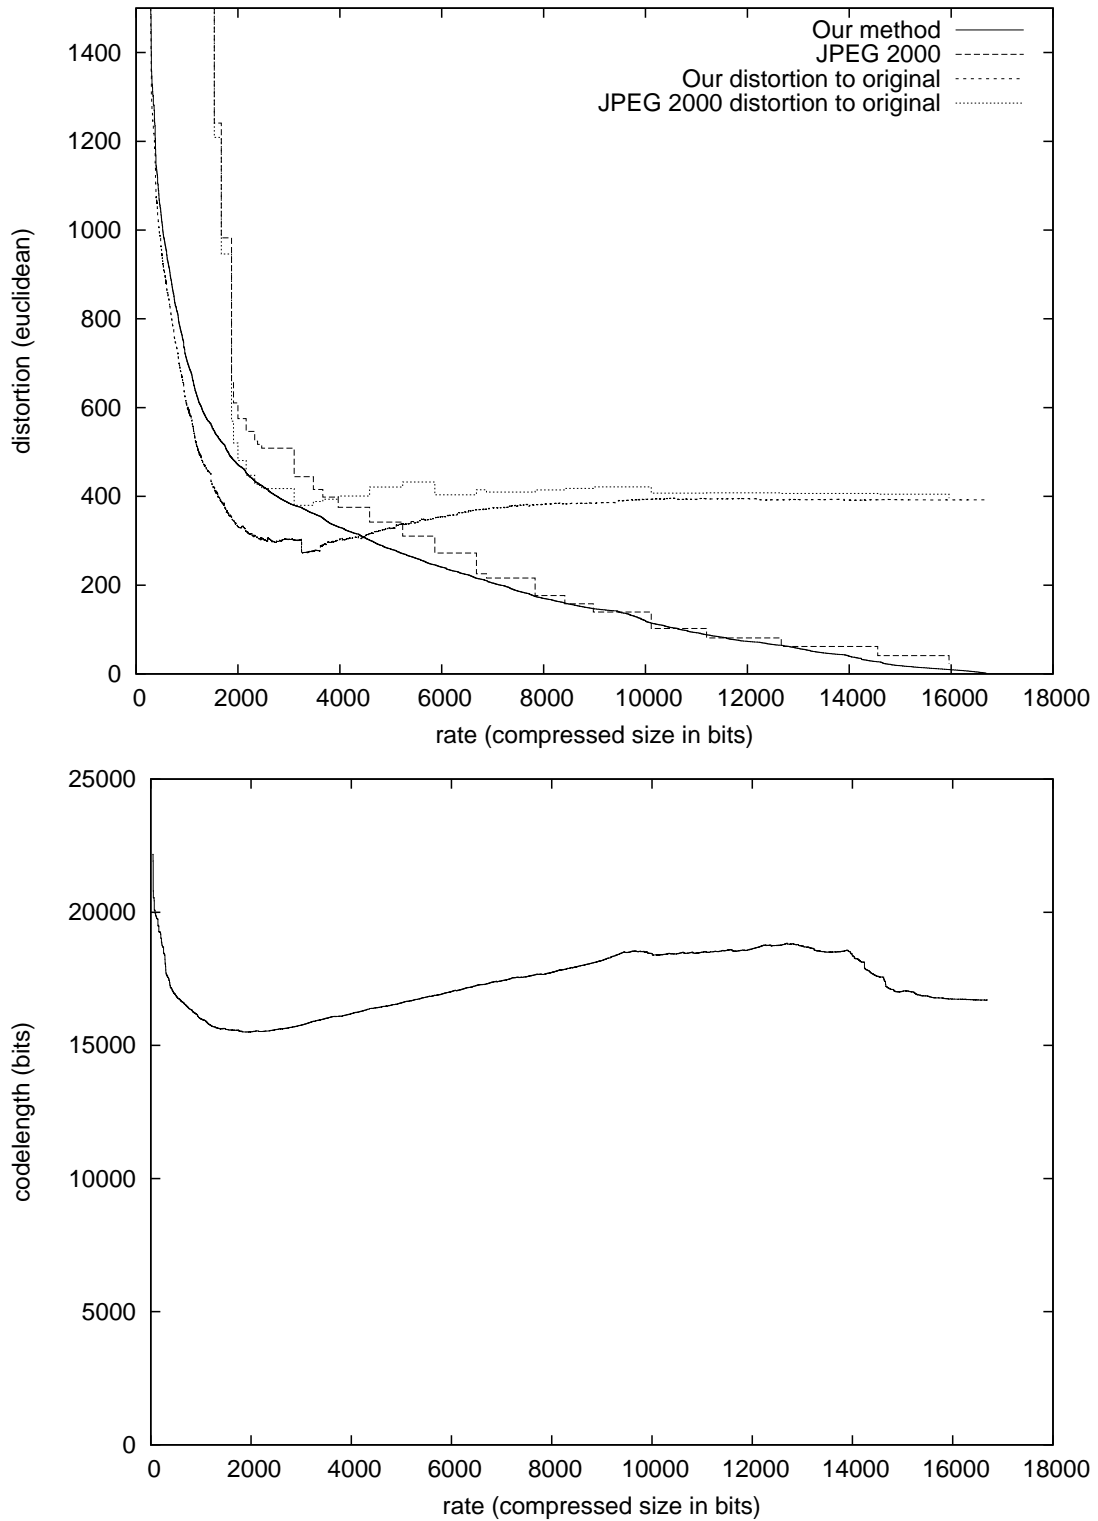 1400
1200
1000
800
600
400
200
0
distortion (euclidean)
Our method
JPEG 2000
Our distortion to original
JPEG 2000 distortion to original
0 2000 4000 6000 8000 10000 12000 14000 16000 18000
rate (compressed size in bits)
25000
20000
15000
10000
5000
0
codelength (bits)
0 2000 4000 6000 8000 10000 12000 14000 16000 18000
rate (compressed size in bits)